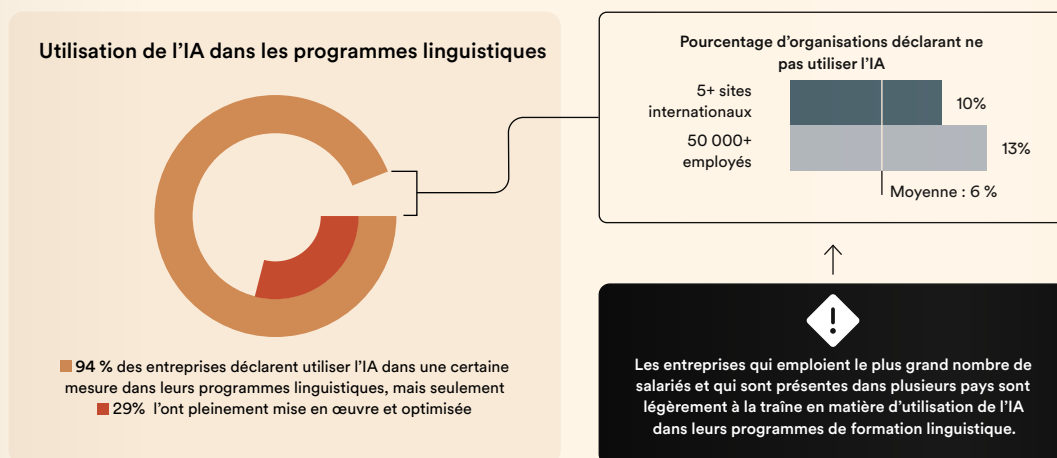 Utilisation de l’IA dans les programmes linguistiques
94 % des entreprises déclarent utiliser l’IA dans une certaine
mesure dans leurs programmes linguistiques, mais seulement
29% l’ont pleinement mise en œuvre et optimisée
Pourcentage d’organisations déclarant ne
pas utiliser l’IA
5+ sites
internationaux
10%
50 000+
employés
13%
Moyenne : 6 %
!
Les entreprises qui emploient le plus grand nombre de
salariés et qui sont présentes dans plusieurs pays sont
légèrement à la traîne en matière d’utilisation de l’IA
dans leurs programmes de formation linguistique.